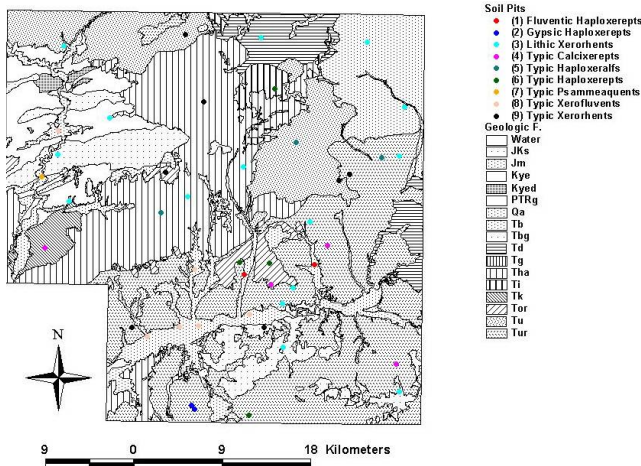 Soil Pits
(1) Fluventic Haploxerepts
(2) Gypsic Haploxerepts
(3) Lithic Xerorhents
(4) Typic Calcixerepts
(5) Typic Haploxeralfs
(6) Typic Haploxerepts
(7) Typic Psammeaquents
(8) Typic Xerofluvents
(9) Typic Xerorhents
Geologic F.
Water
JKs
Jm
Kye
Kyed
PTRg
Qa
Tb
Tbg
Td
Tg
Tha
Ti
Tk
Tor
Tu
Tur
N
9 0 9 18 Kilometers